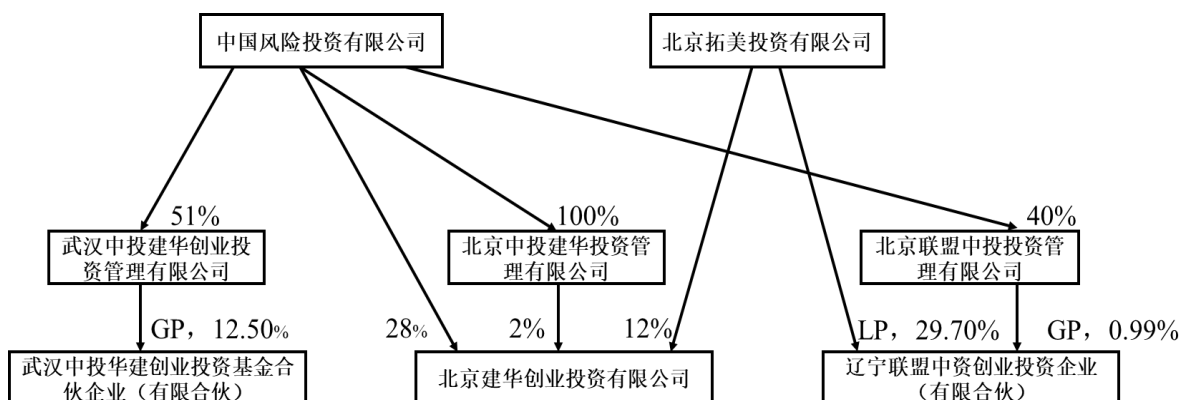 中国风险投资有限公司
北京拓美投资有限公司
51%
100%
40%
武汉中投建华创业投
资管理有限公司
北京中投建华投资管
理有限公司
北京联盟中投投资管
理有限公司
GP，12.50%
28%
2%
12%
LP，29.70%
GP，0.99%
武汉中投华建创业投资基金合
伙企业（有限合伙）
北京建华创业投资有限公司
辽宁联盟中资创业投资企业
（有限合伙）